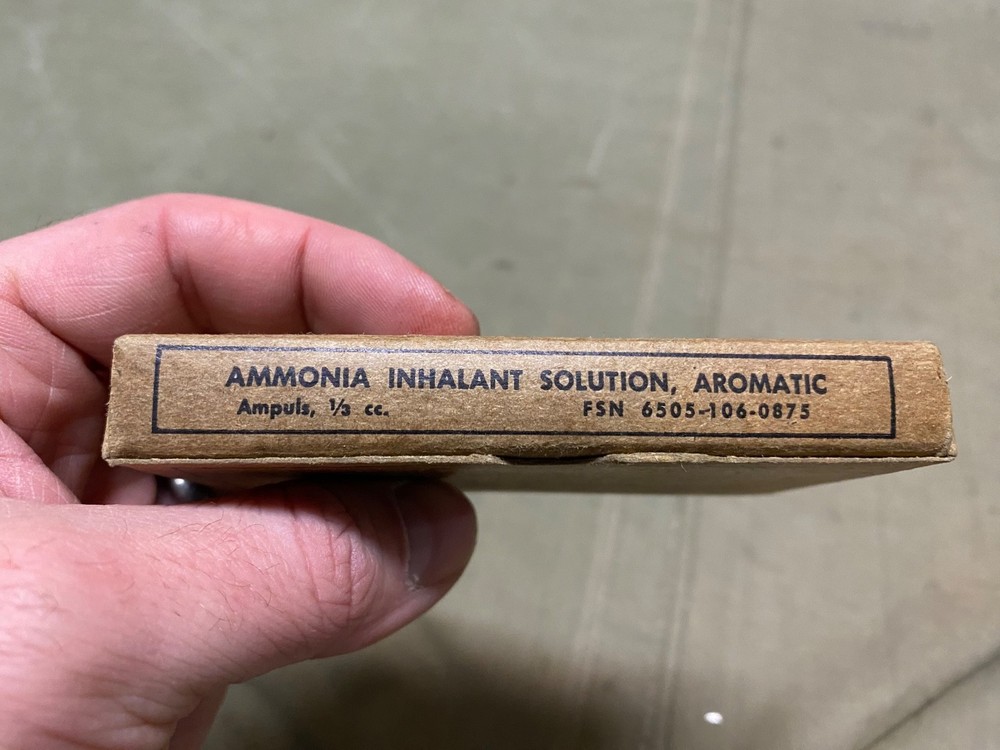 AMMONIA INHALANT SOLUTION, AROMATIC
Ampuls, ⅓ cc. FSN 6505-106-0875